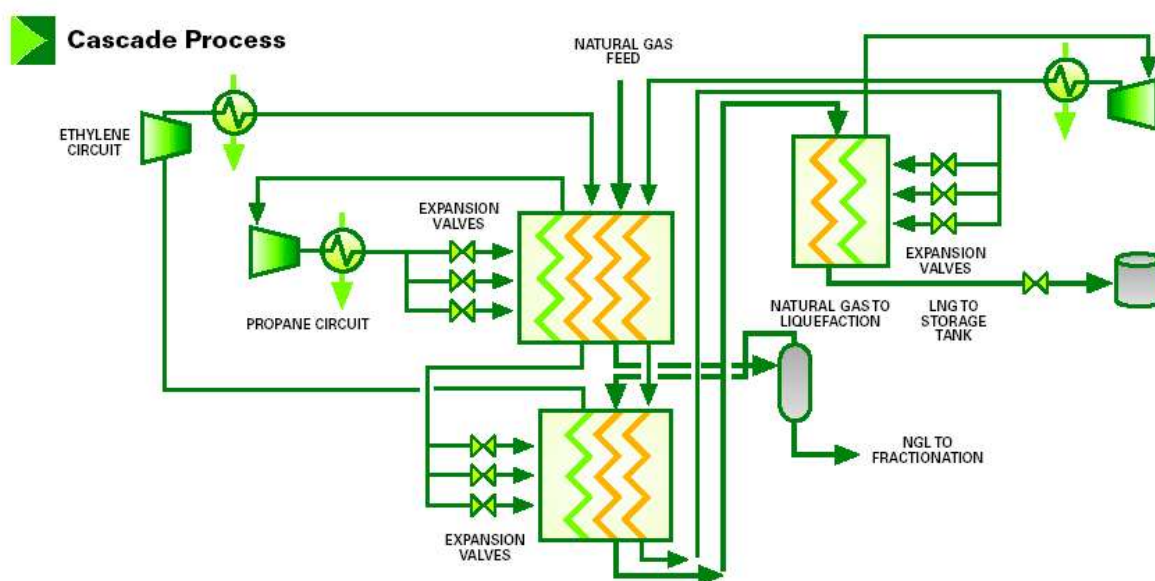 Cascade Process
NATURAL GAS
FEED
ETHYLENE
CIRCUIT
EXPANSION
VALVES
PROPANE CIRCUIT
EXPANSION
VALVES
NATURAL GAS TO
LIQUEFACTION
LNG TO
STORAGE
TANK
NGL TO
FRACTIONATION
EXPANSION
VALVES